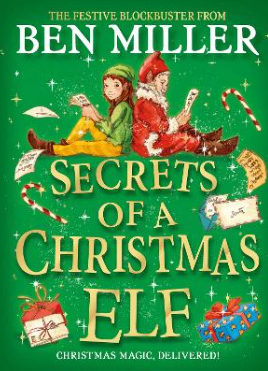 THE FESTIVE BLOCKBUSTER FROM
BEN MILLER
SECRETS
OF A
CHRISTMAS
ELF
CHRISTMAS MAGIC, DELIVERED!